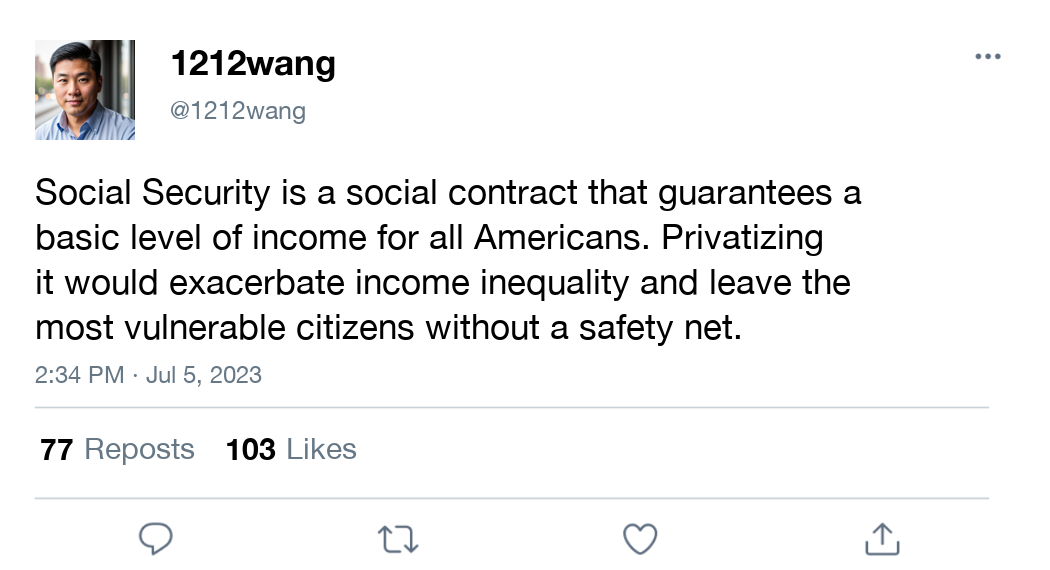 1212wang
@1212wang
Social Security is a social contract that guarantees a
basic level of income for all Americans. Privatizing
it would exacerbate income inequality and leave the
most vulnerable citizens without a safety net.
2:34 PM · Jul 5, 2023
77 Reposts 103 Likes